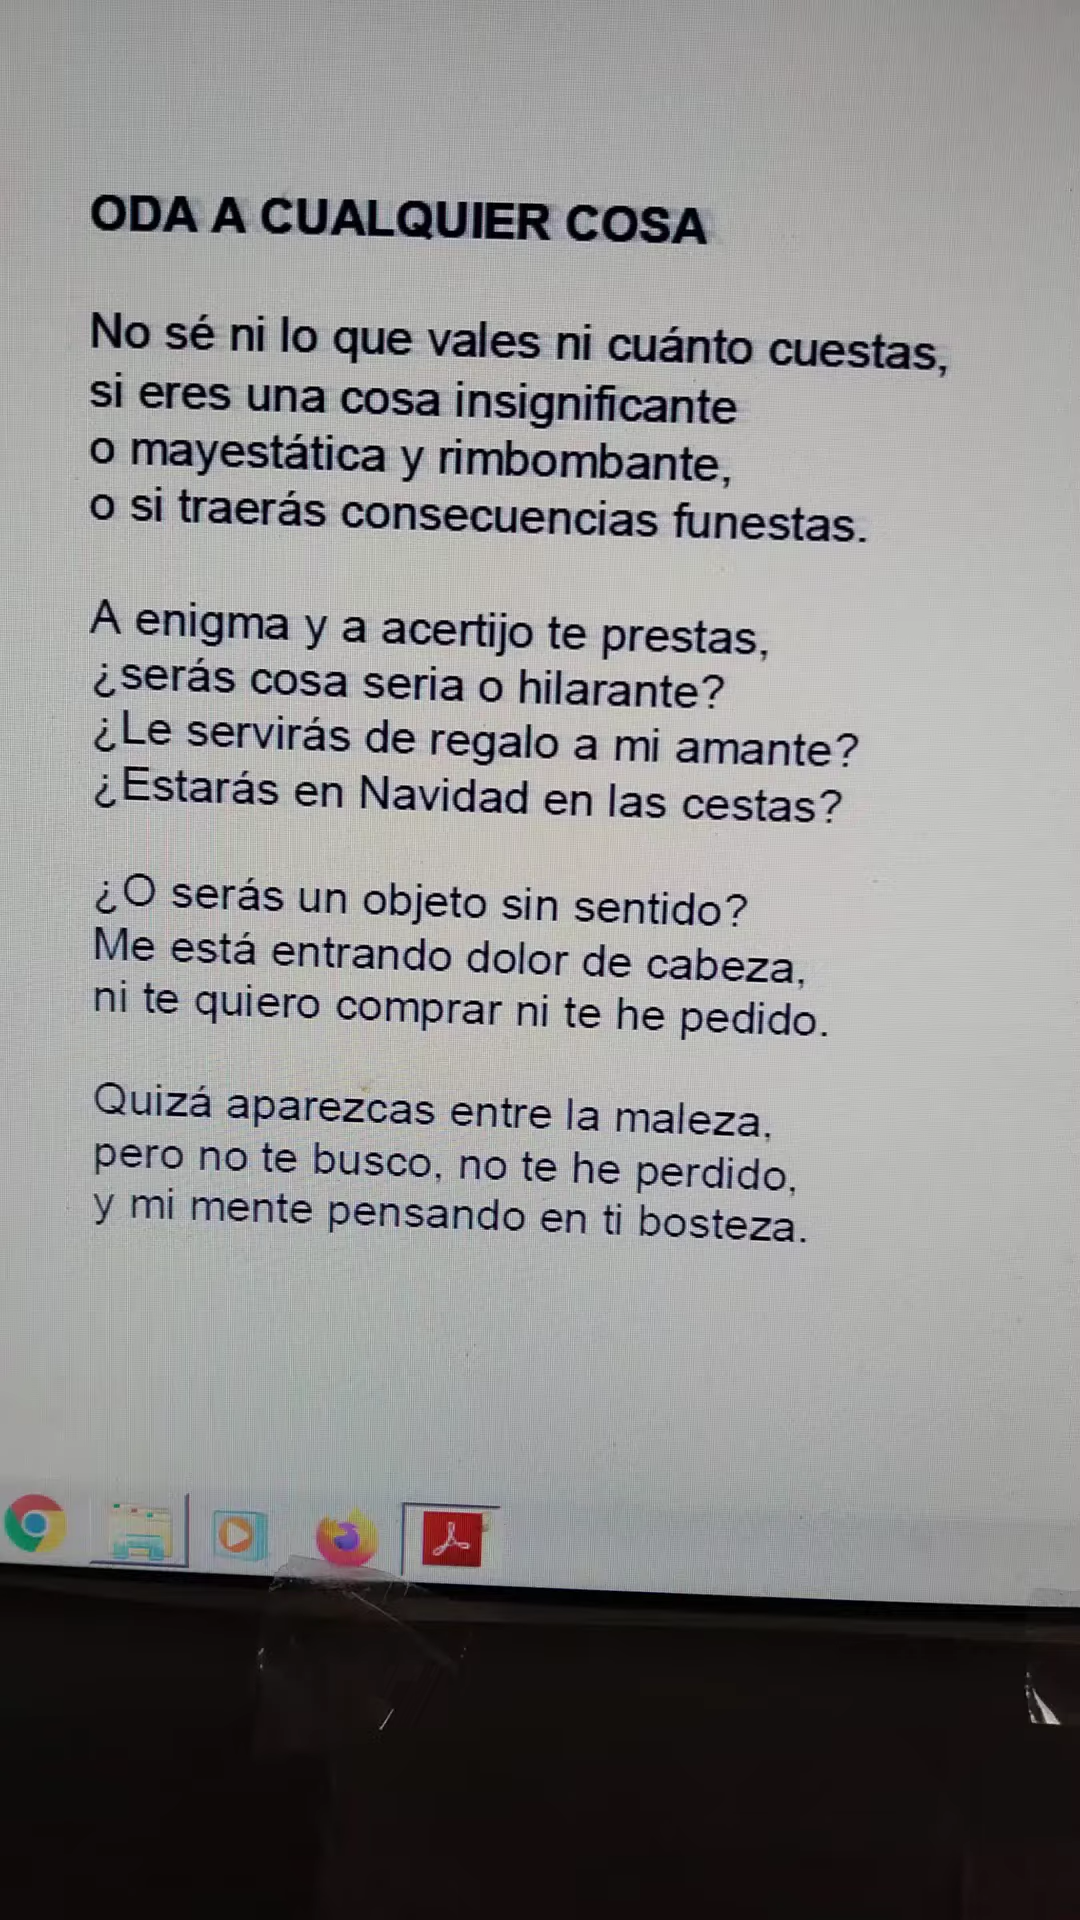 ODA A CUALQUIER COSA
No sé ni lo que vales ni cuánto cuestas,
si eres una cosa insignificante
o mayestática y rimbombante,
o si traerás consecuencias funestas.
A enigma y a acertijo te prestas,
¿serás cosa seria o hilarante?
¿Le servirás de regalo a mi amante?
¿Estarás en Navidad en las cestas?
¿O serás un objeto sin sentido?
Me está entrando dolor de cabeza,
ni te quiero comprar ni te he pedido.
Quizá aparezcas entre la maleza,
pero no te busco, no te he perdido,
y mi mente pensando en ti bosteza.